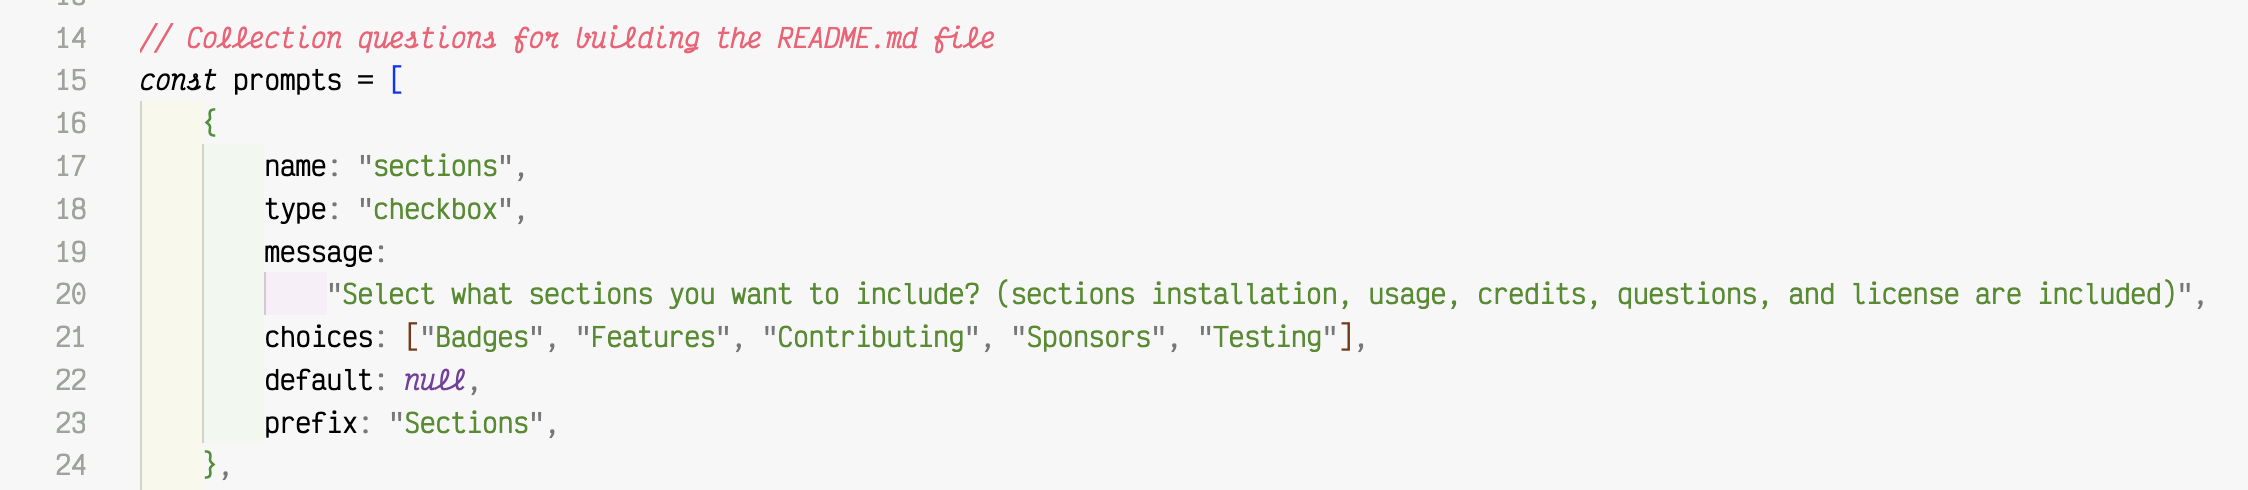 14 // Collection questions for building the README.md file
15 const prompts = [
16 {
17 name: "sections",
18 type: "checkbox",
19 message:
20 "Select what sections you want to include? (sections installation, usage, credits, questions, and license are included)",
21 choices: ["Badges", "Features", "Contributing", "Sponsors", "Testing"],
22 default: null,
23 prefix: "Sections",
24 },